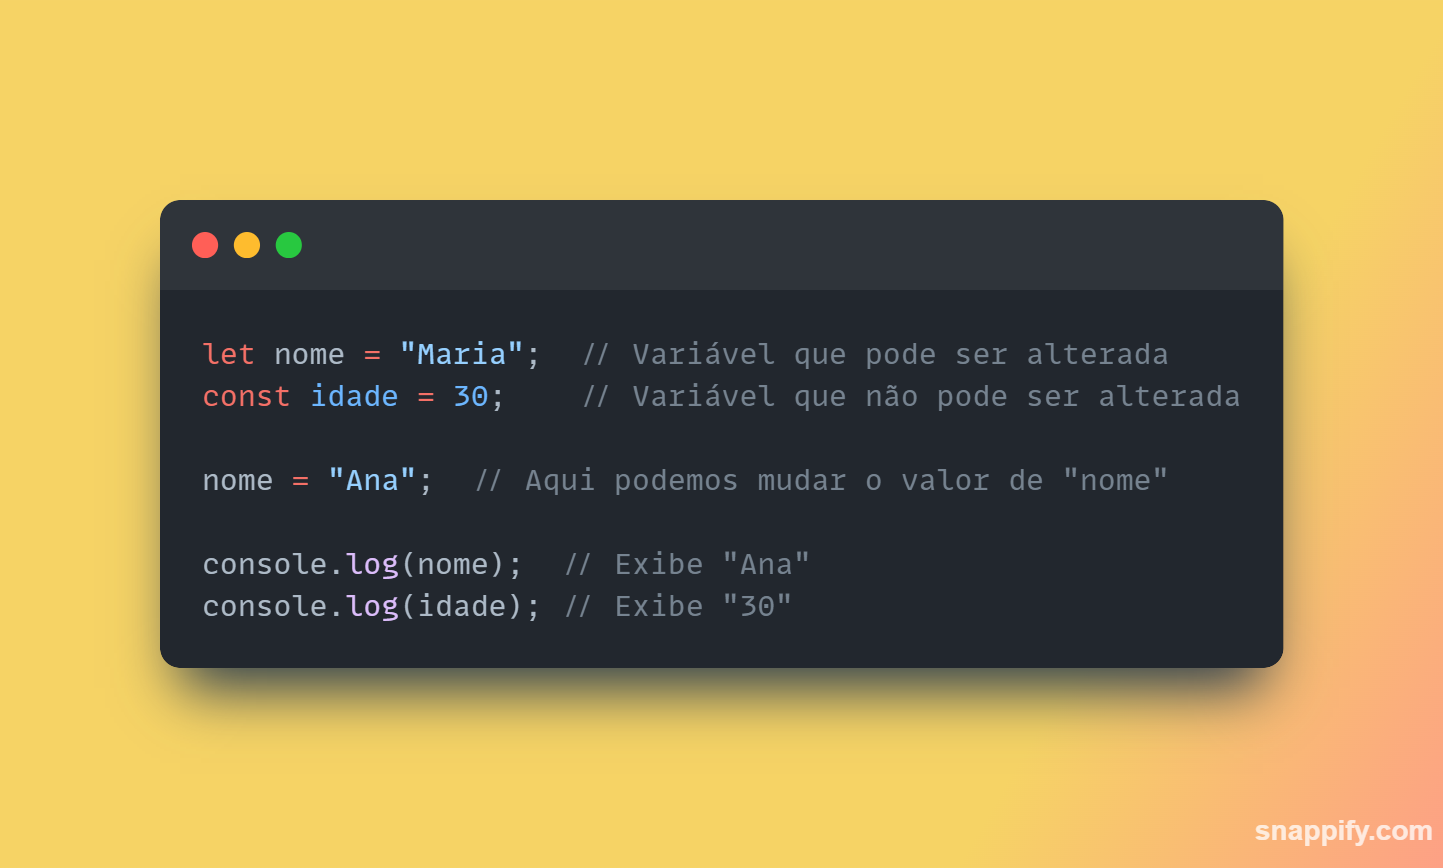 let nome = "Maria";  // Variável que pode ser alterada
const idade = 30;    // Variável que não pode ser alterada
nome = "Ana";  // Aqui podemos mudar o valor de "nome"
console.log(nome);  // Exibe "Ana"
console.log(idade); // Exibe "30"
snappify.com